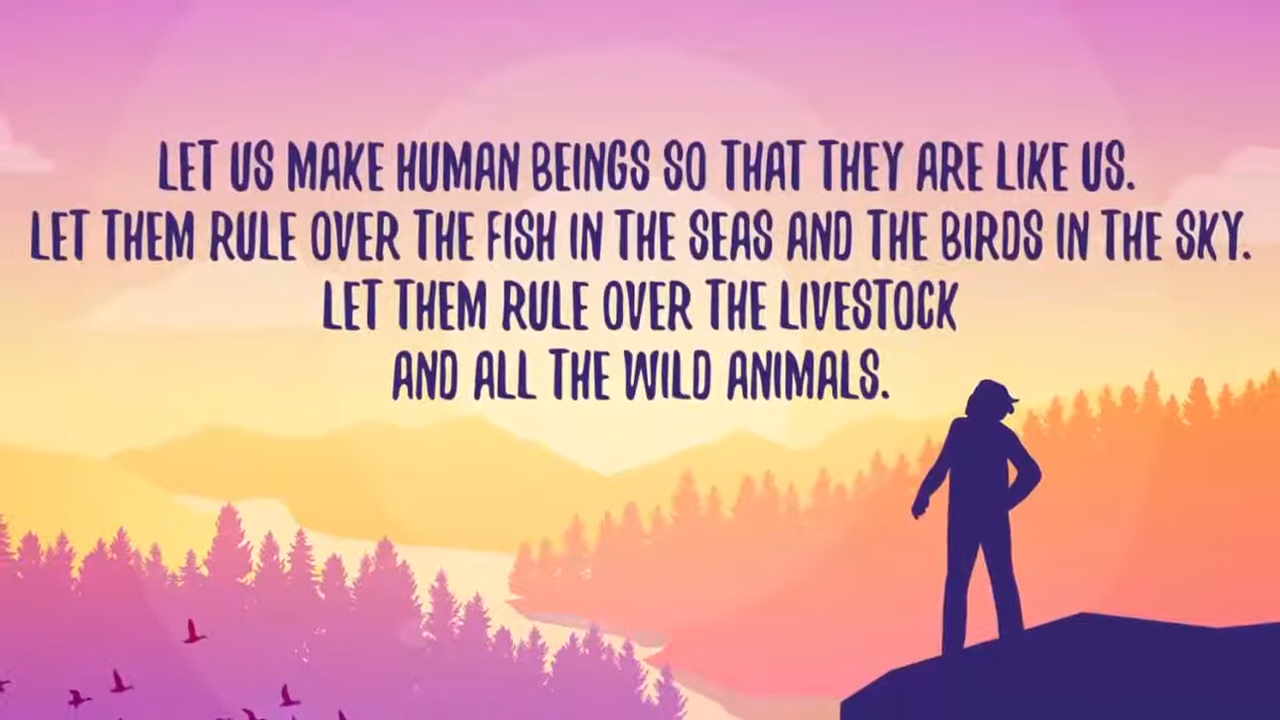 LET US MAKE HUMAN BEINGS SO THAT THEY ARE LIKE US.
LET THEM RULE OVER THE FISH IN THE SEAS AND THE BIRDS IN THE SKY.
LET THEM RULE OVER THE LIVESTOCK
AND ALL THE WILD ANIMALS.